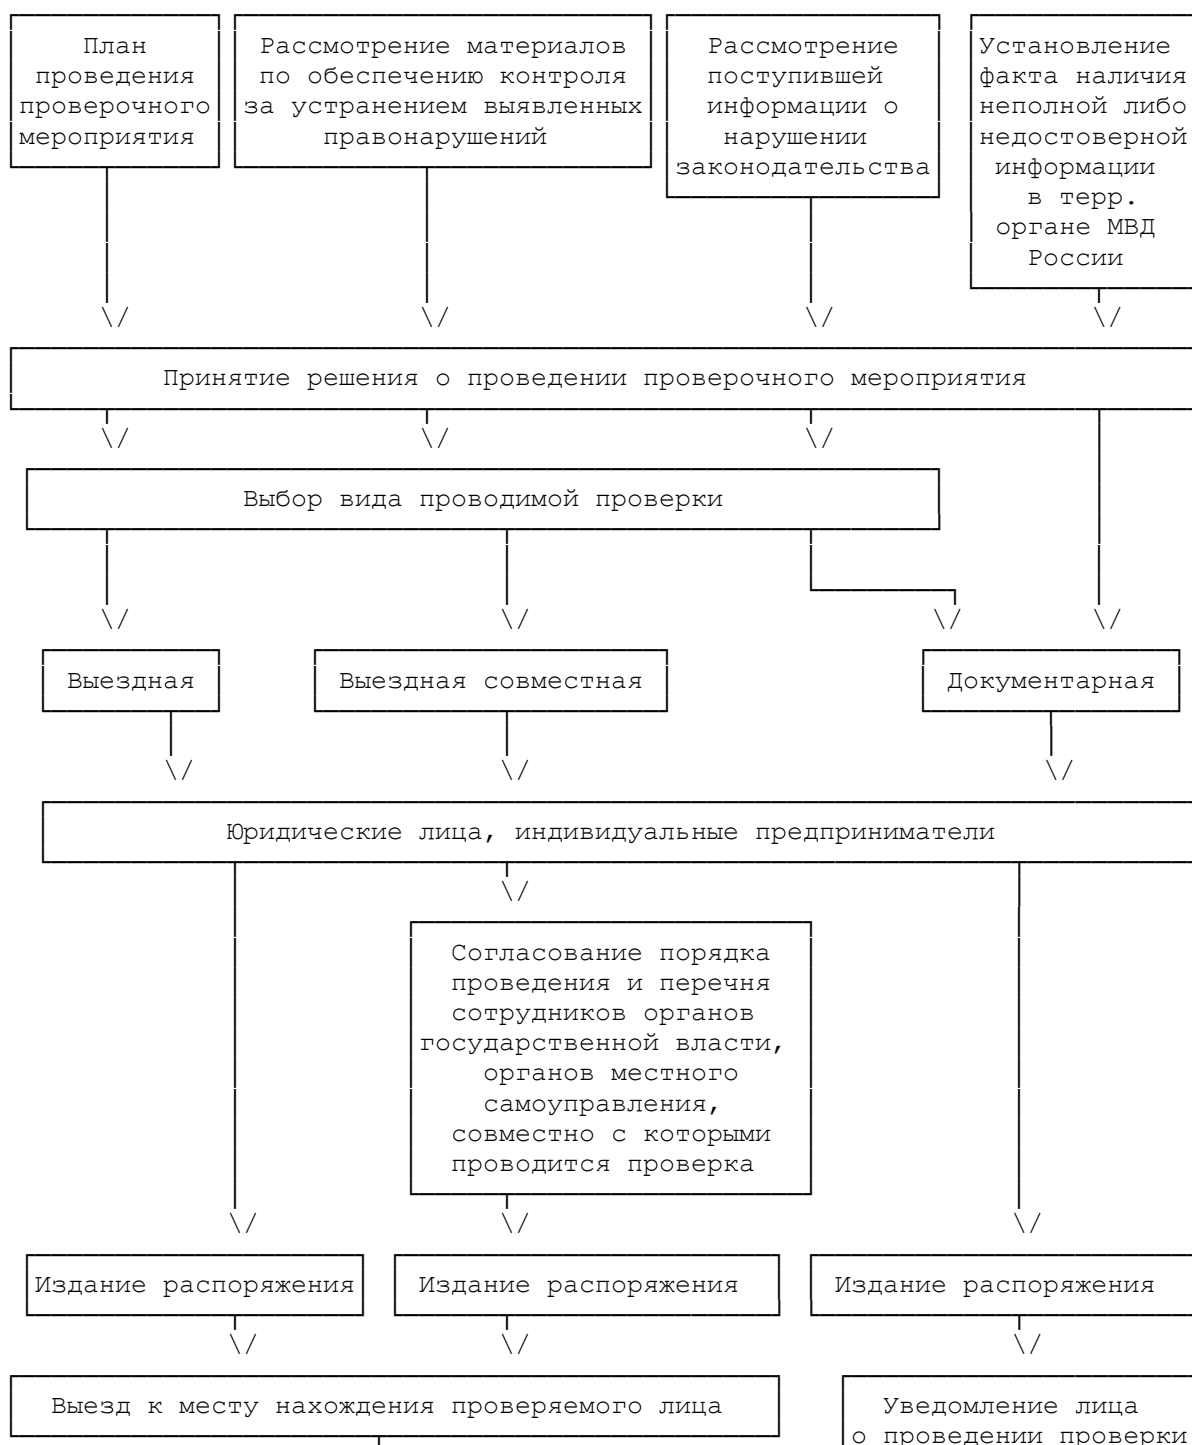 План
проведения
проверочного
мероприятия
Рассмотрение материалов
по обеспечению контроля
за устранением выявленных
правонарушений
Рассмотрение
поступившей
информации о
нарушении
законодательства
Установление
факта наличия
неполной либо
недостоверной
информации
в терр.
органе МВД
России
Принятие решения о проведении проверочного мероприятия
Выбор вида проводимой проверки
Выездная
Выездная совместная
Документарная
Юридические лица, индивидуальные предприниматели
Согласование порядка
проведения и перечня
сотрудников органов
государственной власти,
органов местного
самоуправления,
совместно с которыми
проводится проверка
Издание распоряжения
Издание распоряжения
Издание распоряжения
Выезд к месту нахождения проверяемого лица
Уведомление лица
о проведении проверки